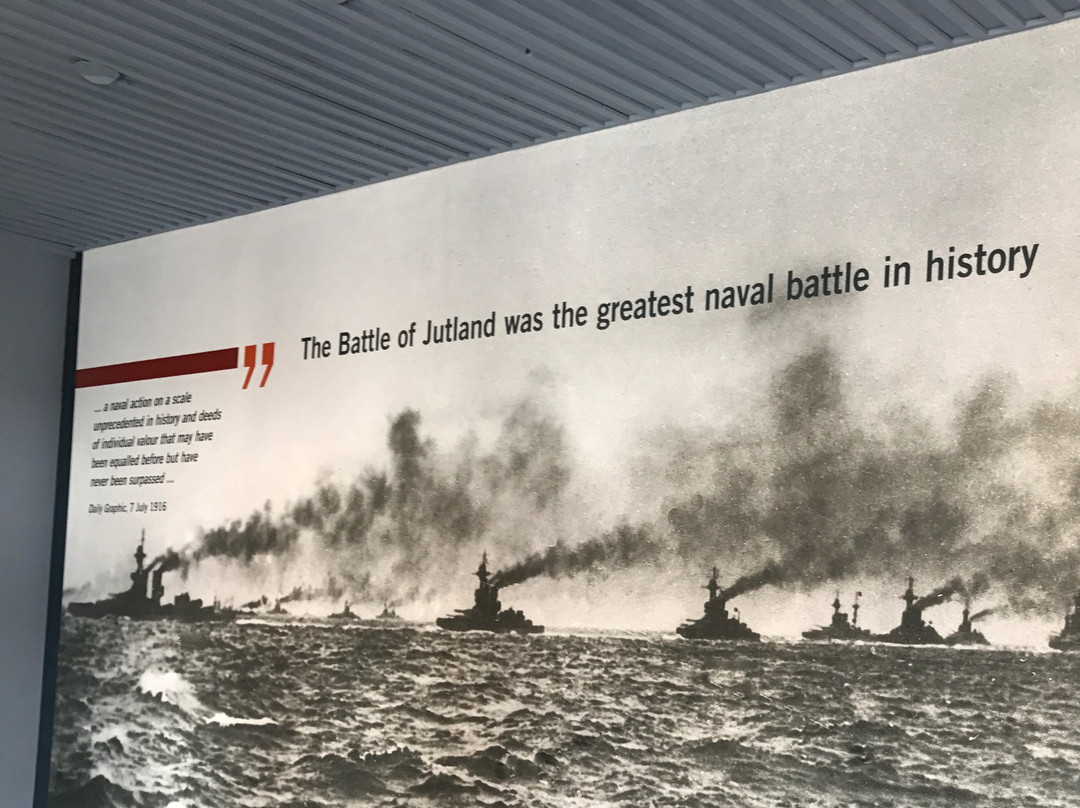 The Battle of Jutland was the greatest naval battle in history
”
... a naval action on a scale
unprecedented in history and deeds
of individual valour that may have
been equalled before but have
never been surpassed ...
Daily Graphic, 7 July 1916